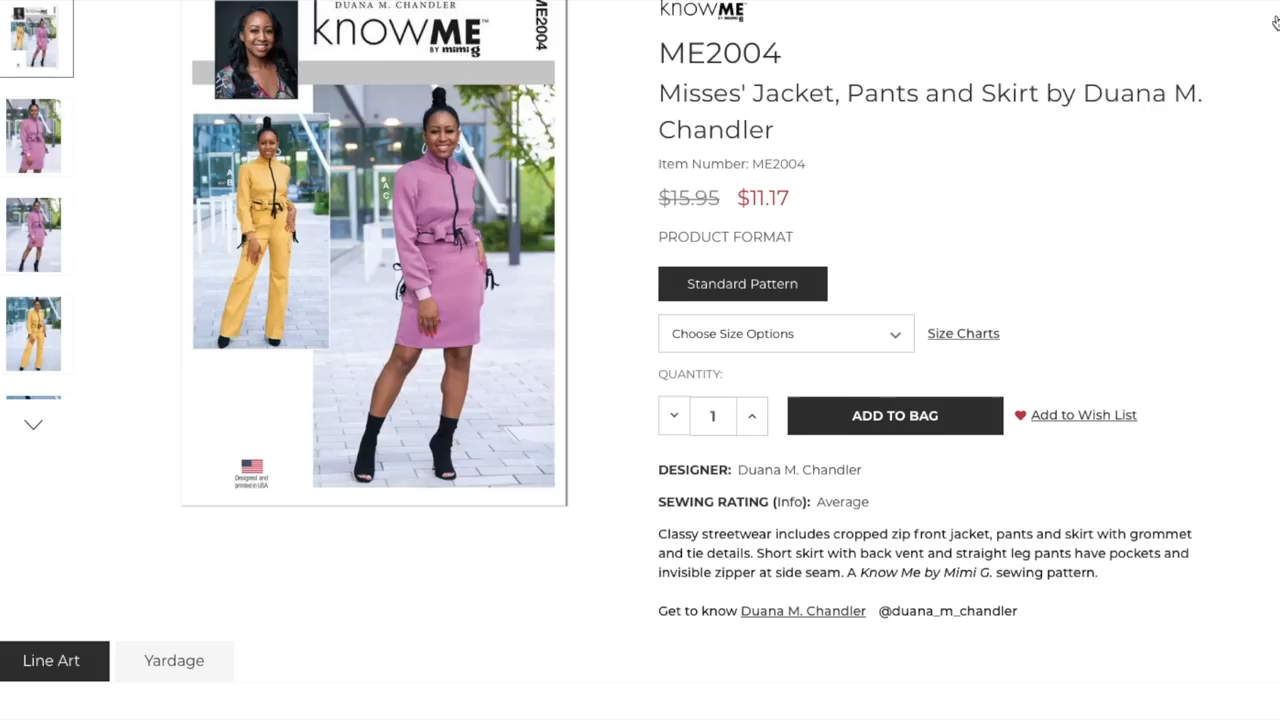 DUANA M. CHANDLER
knowME™
BY mimi g
ME2004
A
B
A
C
Designed and
printed in USA
knowME™
BY mimi g
ME2004
Misses' Jacket, Pants and Skirt by Duana M.
Chandler
Item Number: ME2004
$15.95 $11.17
PRODUCT FORMAT
Standard Pattern
Choose Size Options
Size Charts
QUANTITY:
1
ADD TO BAG
Add to Wish List
DESIGNER: Duana M. Chandler
SEWING RATING (Info): Average
Classy streetwear includes cropped zip front jacket, pants and skirt with grommet
and tie details. Short skirt with back vent and straight leg pants have pockets and
invisible zipper at side seam. A Know Me by Mimi G. sewing pattern.
Get to know Duana M. Chandler @duana_m_chandler
Line Art
Yardage